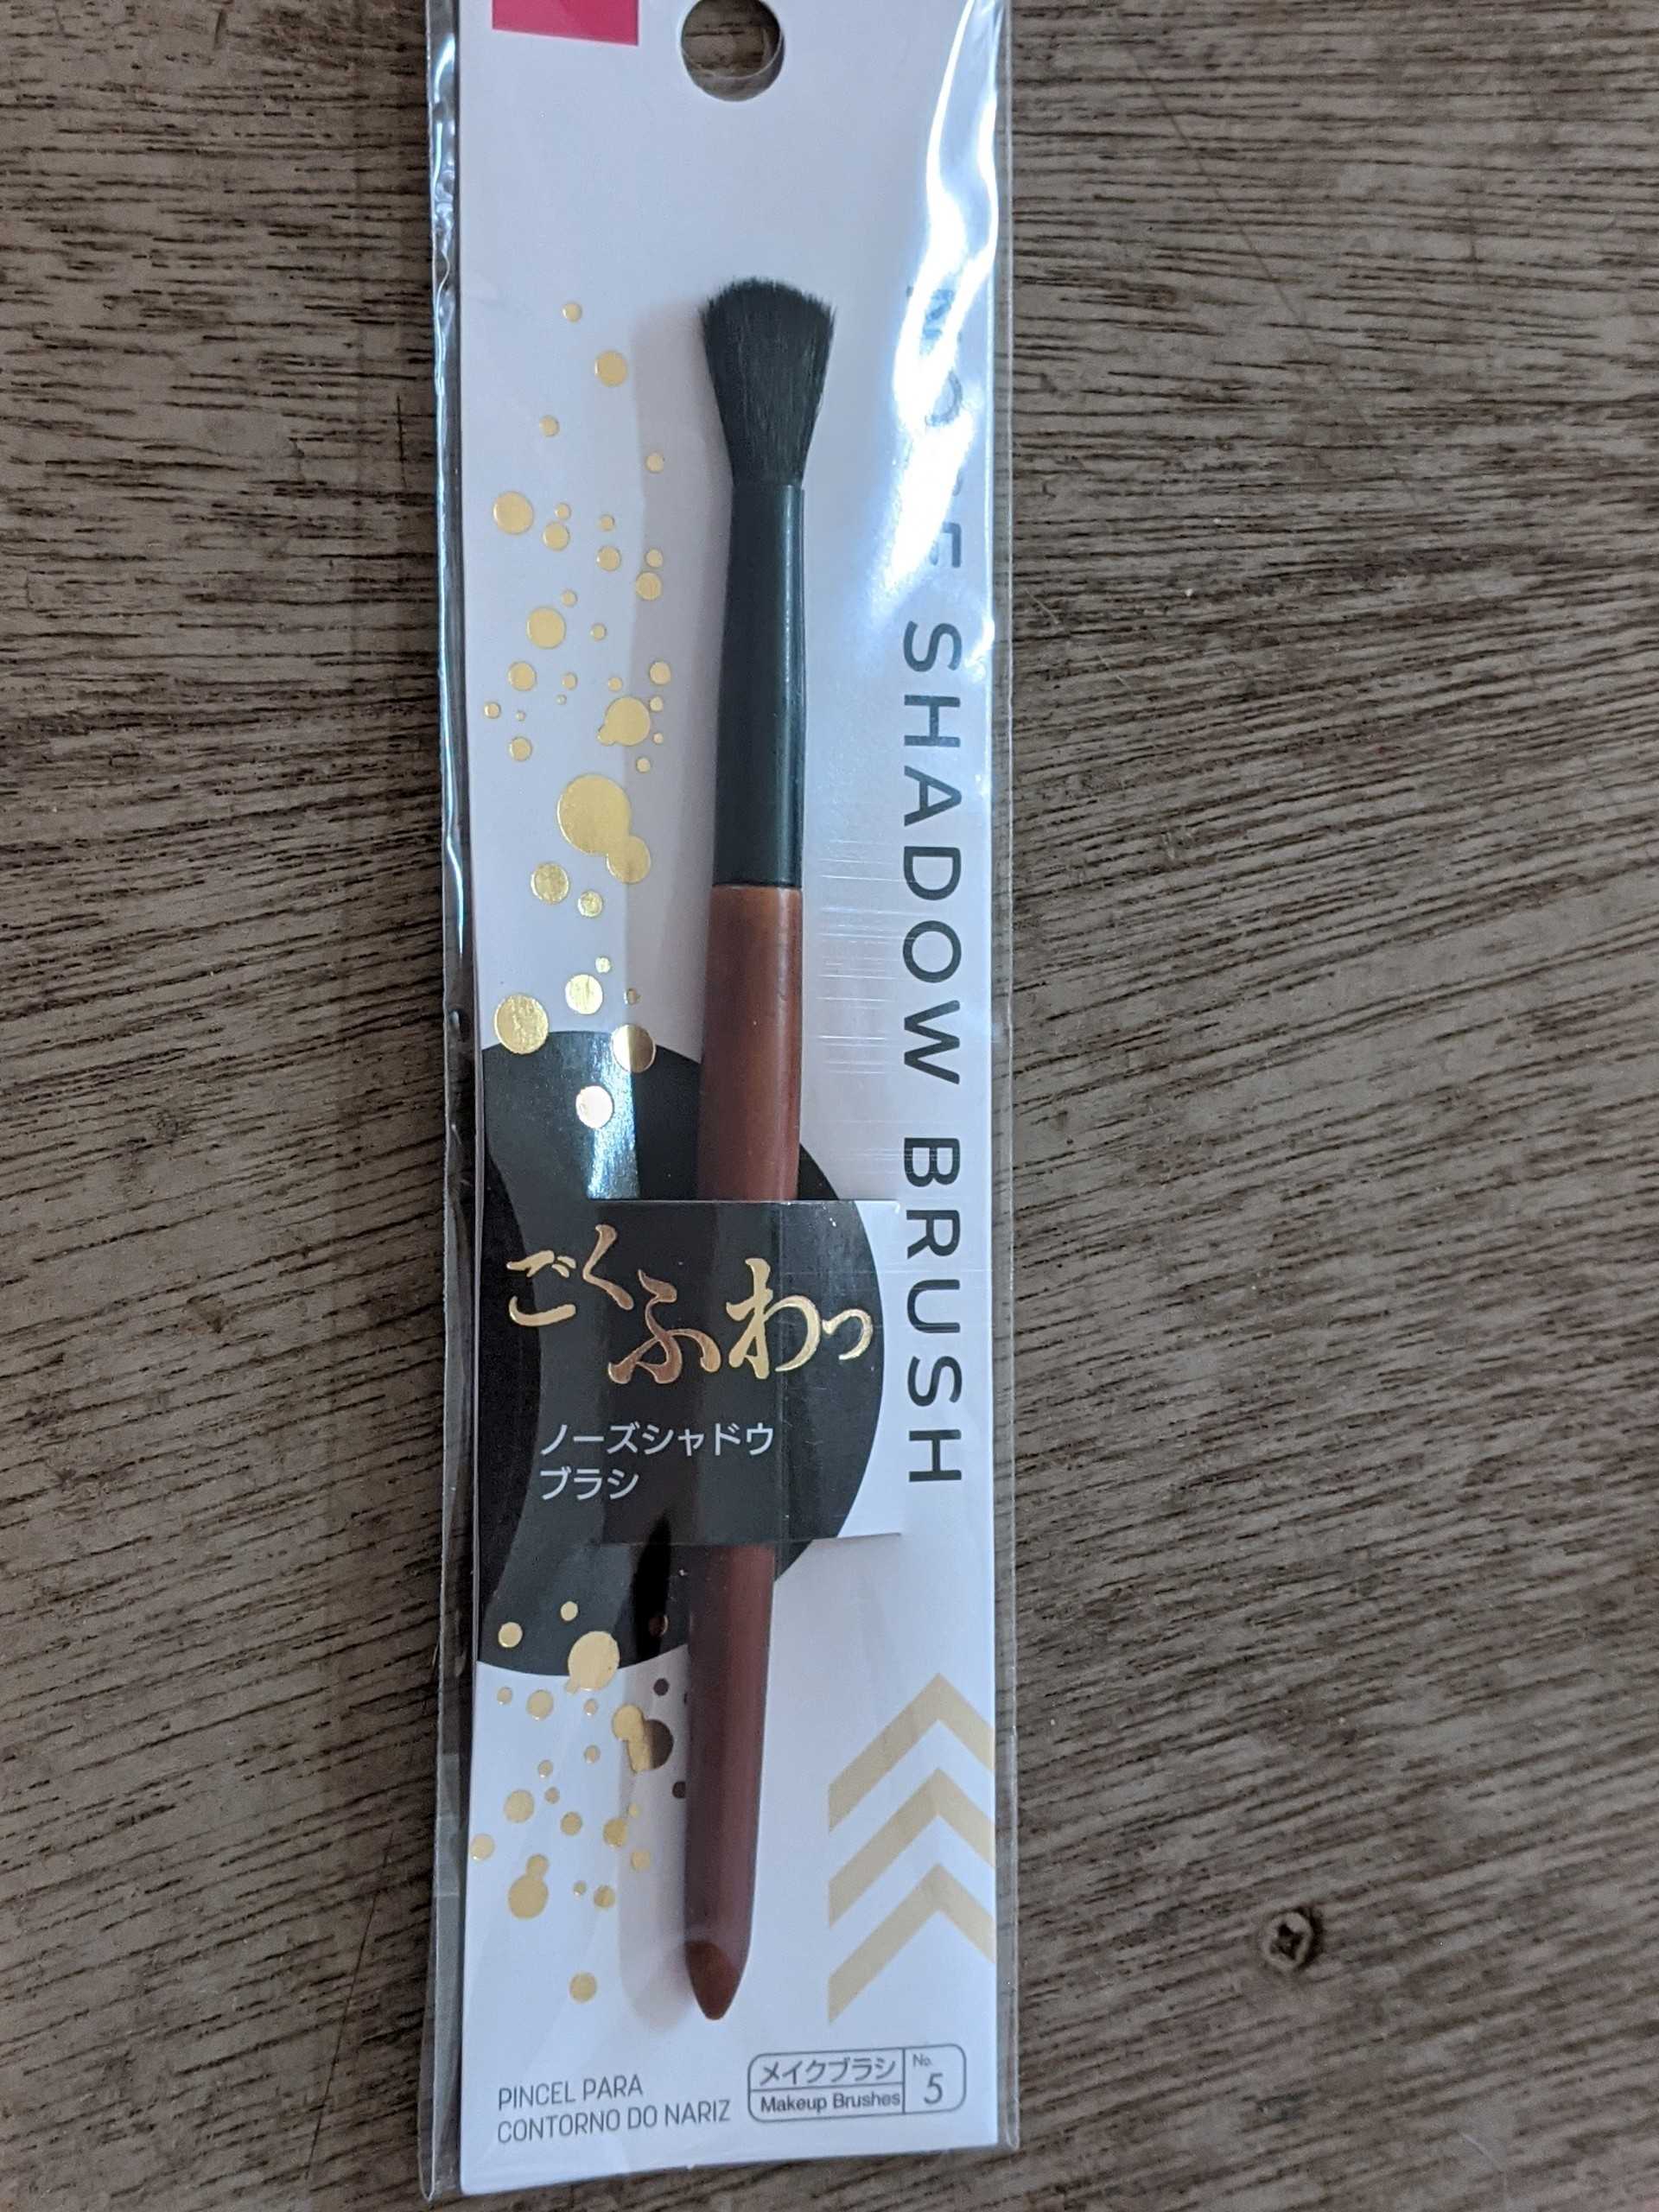 NOSE SHADOW BRUSH
ごくふわっ
ノーズシャドウ
ブラシ
PINCEL PARA
CONTORNO DO NARIZ
メイクブラシ
Makeup Brushes
No.
5